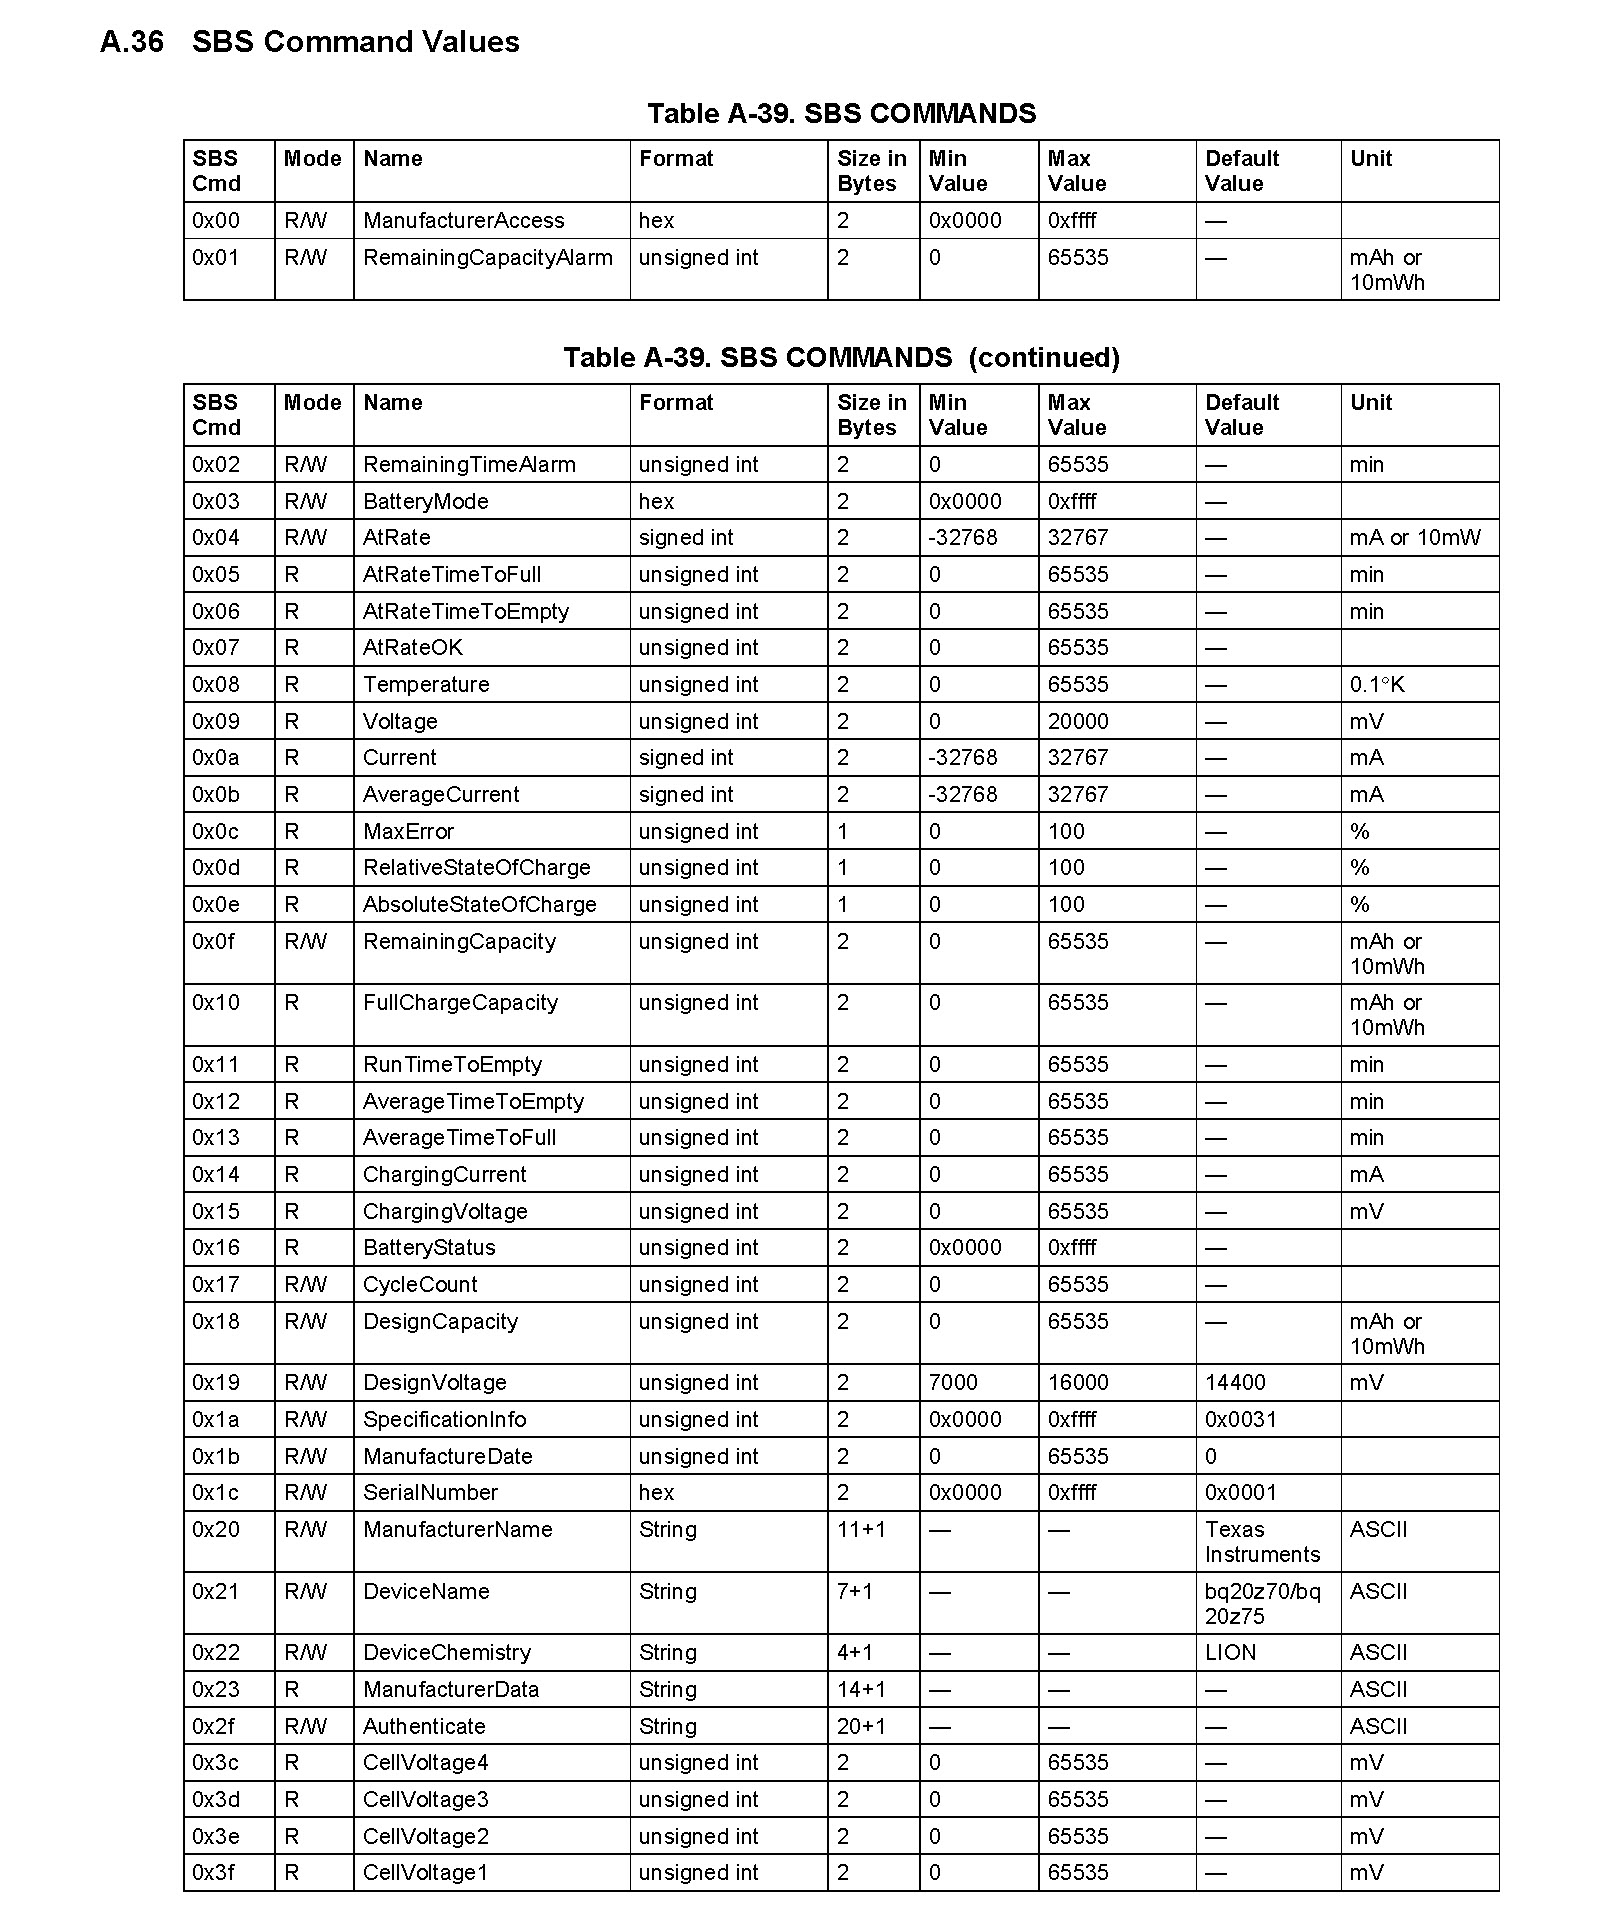 A.36 SBS Command Values
Table A-39. SBS COMMANDS
SBS Cmd Mode Name Format Size in Bytes Min Value Max Value Default Value Unit
0x00 R/W ManufacturerAccess hex 2 0x0000 0xffff —
0x01 R/W RemainingCapacityAlarm unsigned int 2 0 65535 — mAh or 10mWh
Table A-39. SBS COMMANDS (continued)
SBS Cmd Mode Name Format Size in Bytes Min Value Max Value Default Value Unit
0x02 R/W RemainingTimeAlarm unsigned int 2 0 65535 — min
0x03 R/W BatteryMode hex 2 0x0000 0xffff —
0x04 R/W AtRate signed int 2 -32768 32767 — mA or 10mW
0x05 R AtRateTimeToFull unsigned int 2 0 65535 — min
0x06 R AtRateTimeToEmpty unsigned int 2 0 65535 — min
0x07 R AtRateOK unsigned int 2 0 65535 —
0x08 R Temperature unsigned int 2 0 65535 — 0.1°K
0x09 R Voltage unsigned int 2 0 20000 — mV
0x0a R Current signed int 2 -32768 32767 — mA
0x0b R AverageCurrent signed int 2 -32768 32767 — mA
0x0c R MaxError unsigned int 1 0 100 — %
0x0d R RelativeStateOfCharge unsigned int 1 0 100 — %
0x0e R AbsoluteStateOfCharge unsigned int 1 0 100 — %
0x0f R/W RemainingCapacity unsigned int 2 0 65535 — mAh or 10mWh
0x10 R FullChargeCapacity unsigned int 2 0 65535 — mAh or 10mWh
0x11 R RunTimeToEmpty unsigned int 2 0 65535 — min
0x12 R AverageTimeToEmpty unsigned int 2 0 65535 — min
0x13 R AverageTimeToFull unsigned int 2 0 65535 — min
0x14 R ChargingCurrent unsigned int 2 0 65535 — mA
0x15 R ChargingVoltage unsigned int 2 0 65535 — mV
0x16 R BatteryStatus unsigned int 2 0x0000 0xffff —
0x17 R/W CycleCount unsigned int 2 0 65535 —
0x18 R/W DesignCapacity unsigned int 2 0 65535 — mAh or 10mWh
0x19 R/W DesignVoltage unsigned int 2 7000 16000 14400 mV
0x1a R/W SpecificationInfo unsigned int 2 0x0000 0xffff 0x0031
0x1b R/W ManufactureDate unsigned int 2 0 65535 0
0x1c R/W SerialNumber hex 2 0x0000 0xffff 0x0001
0x20 R/W ManufacturerName String 11+1 — — Texas Instruments ASCII
0x21 R/W DeviceName String 7+1 — — bq20z70/bq 20z75 ASCII
0x22 R/W DeviceChemistry String 4+1 — — LION ASCII
0x23 R ManufacturerData String 14+1 — — — ASCII
0x2f R/W Authenticate String 20+1 — — — ASCII
0x3c R CellVoltage4 unsigned int 2 0 65535 — mV
0x3d R CellVoltage3 unsigned int 2 0 65535 — mV
0x3e R CellVoltage2 unsigned int 2 0 65535 — mV
0x3f R CellVoltage1 unsigned int 2 0 65535 — mV